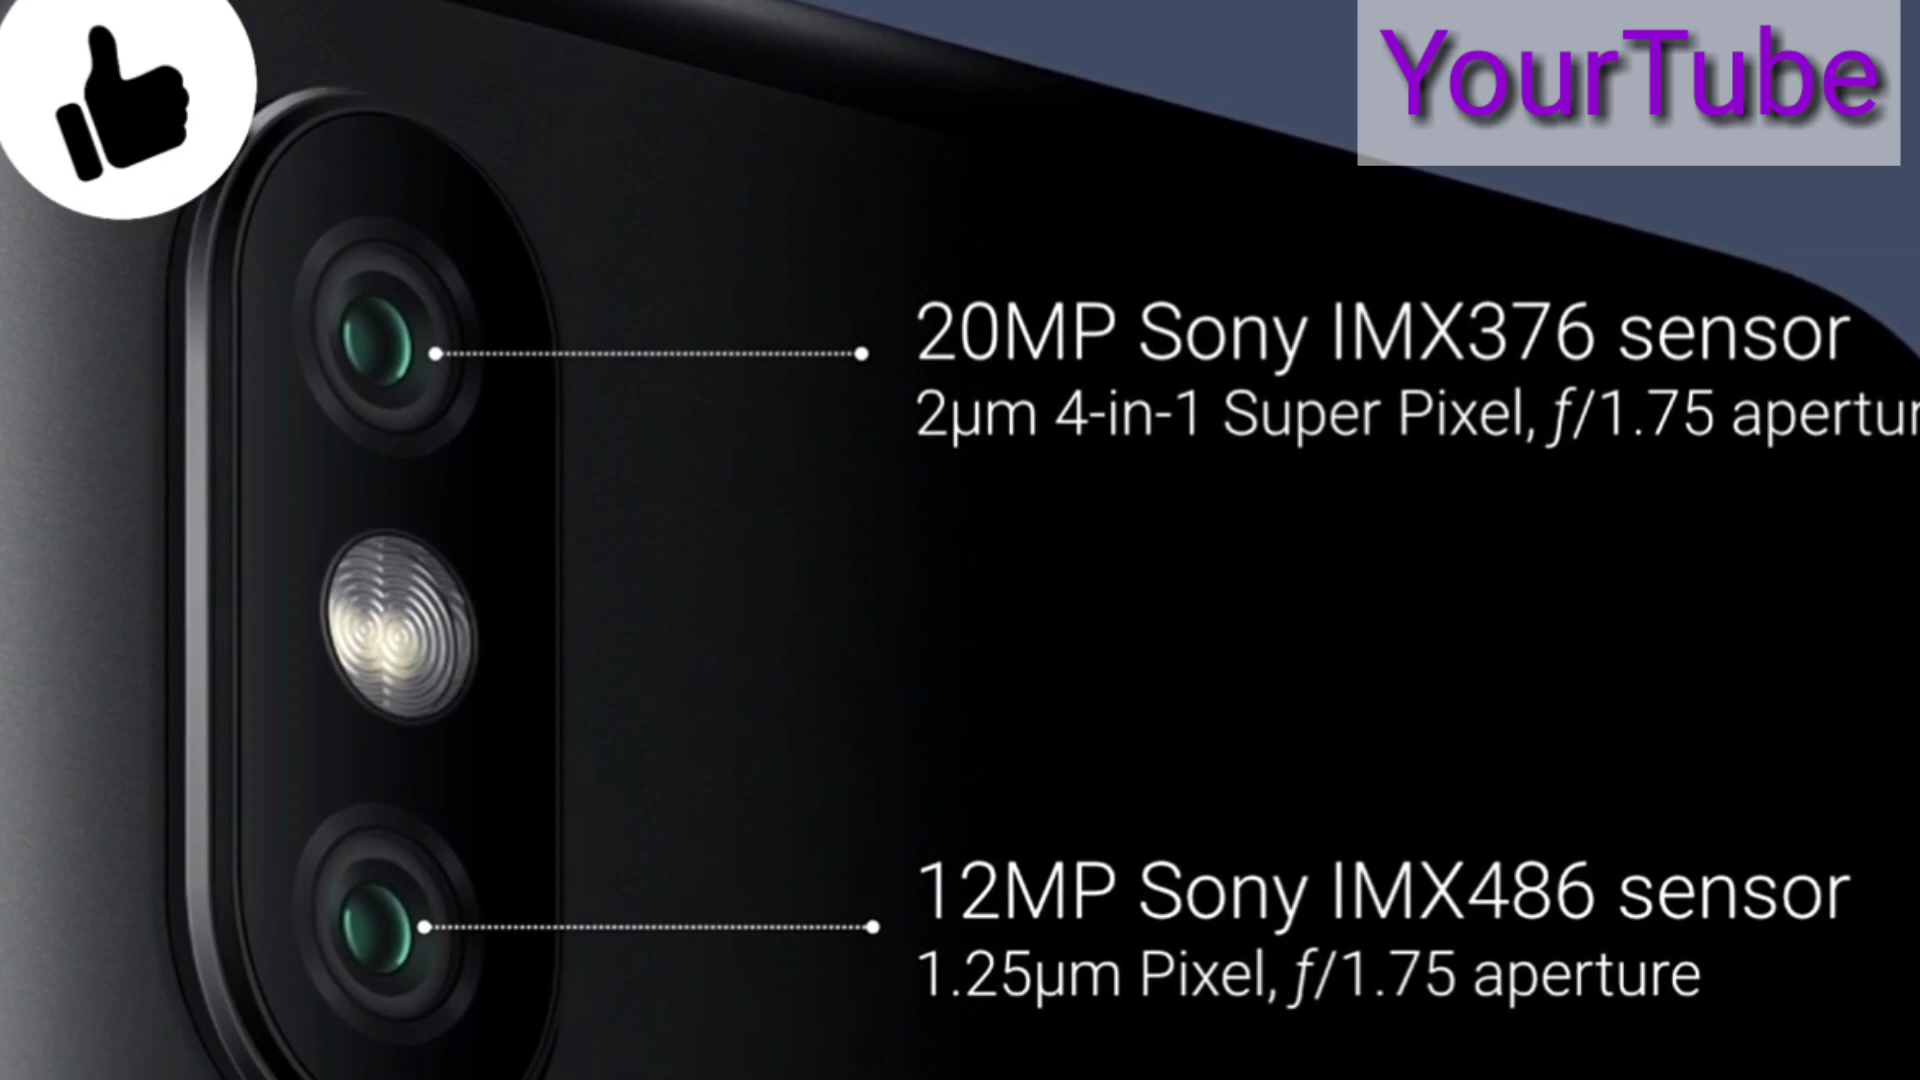 YourTube
20MP Sony IMX376 sensor
2µm 4-in-1 Super Pixel, ƒ/1.75 apertur
12MP Sony IMX486 sensor
1.25µm Pixel, ƒ/1.75 aperture